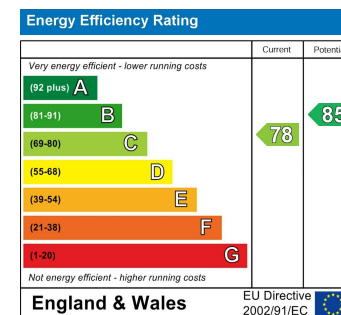 Energy Efficiency Rating
Current Potenti
Very energy efficient - lower running costs
(92 plus) A
(81-91) B 85
(69-80) C 78
(55-68) D
(39-54) E
(21-38) F
(1-20) G
Not energy efficient - higher running costs
England & Wales
EU Directive
2002/91/EC